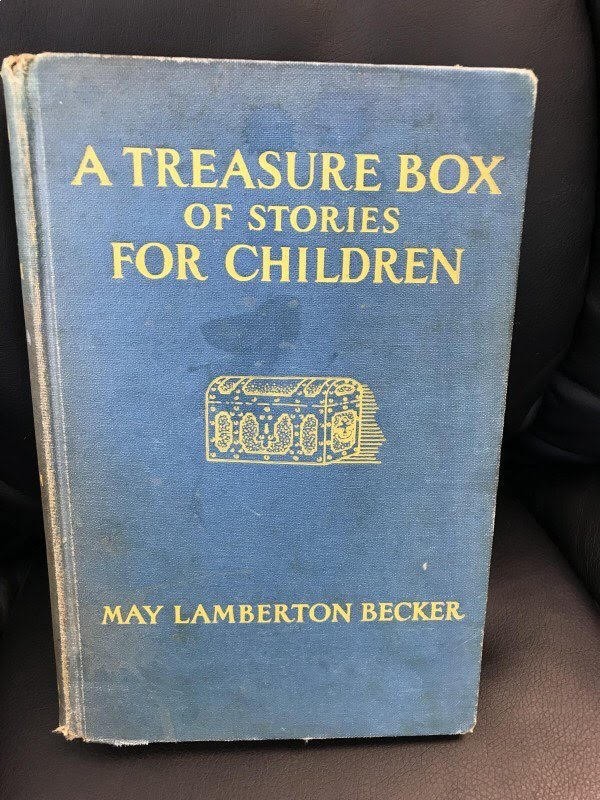 A TREASURE BOX
OF STORIES
FOR CHILDREN
MAY LAMBERTON BECKER